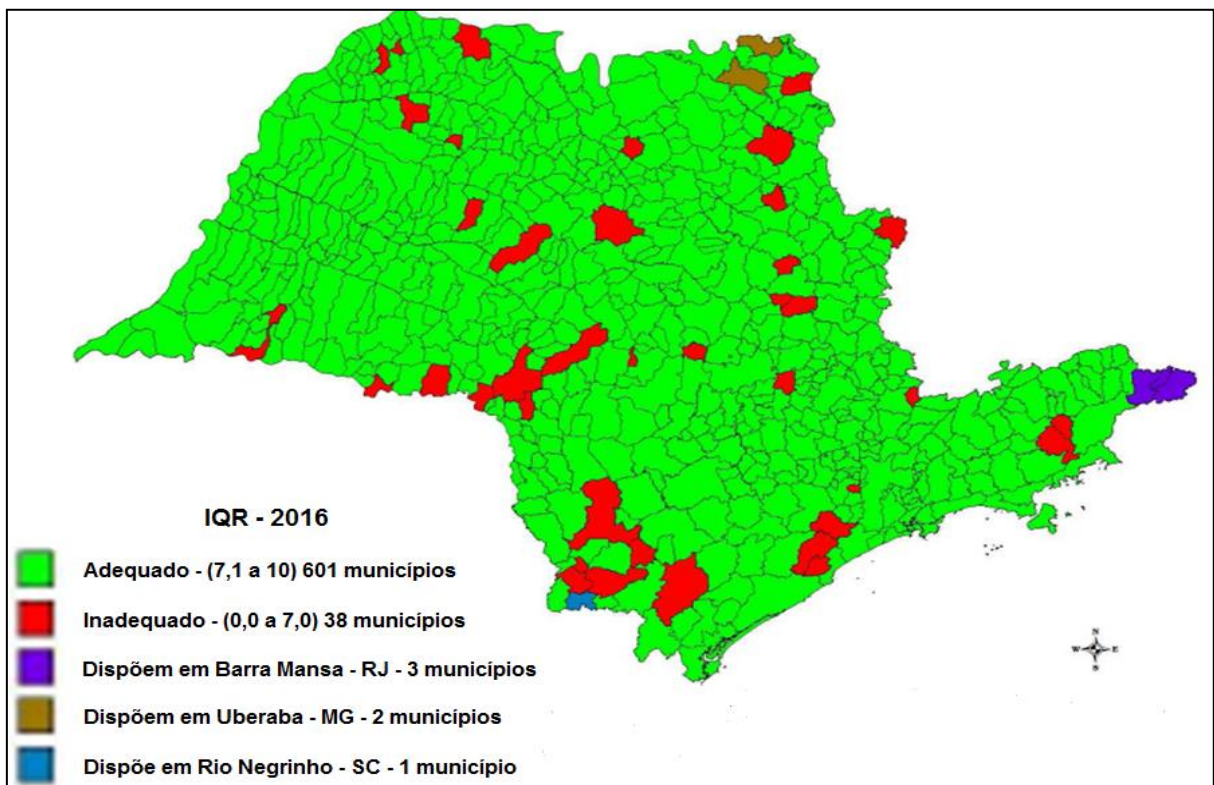 IQR - 2016
Adequado - (7,1 a 10) 601 municípios
Inadequado - (0,0 a 7,0) 38 municípios
Dispõem em Barra Mansa - RJ - 3 municípios
Dispõem em Uberaba - MG - 2 municípios
Dispõe em Rio Negrinho - SC - 1 município
N
W E
S